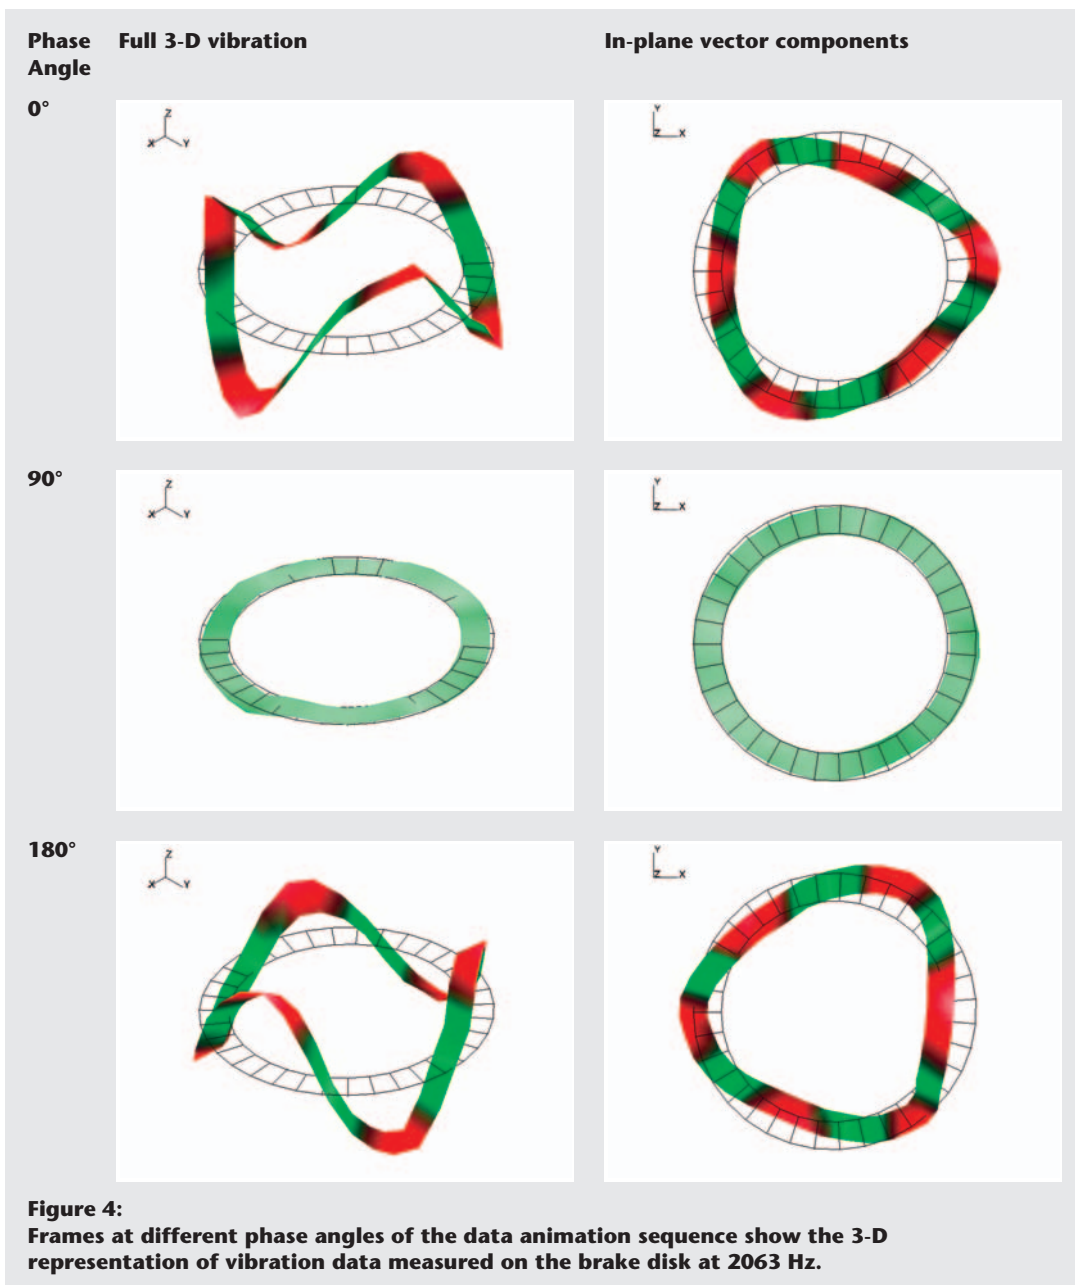 Phase Angle
Full 3-D vibration
In-plane vector components
0°
Z
X
Y
Y
Z
X
90°
Z
X
Y
Y
Z
X
180°
Z
X
Y
Y
Z
X
Figure 4:
Frames at different phase angles of the data animation sequence show the 3-D
representation of vibration data measured on the brake disk at 2063 Hz.